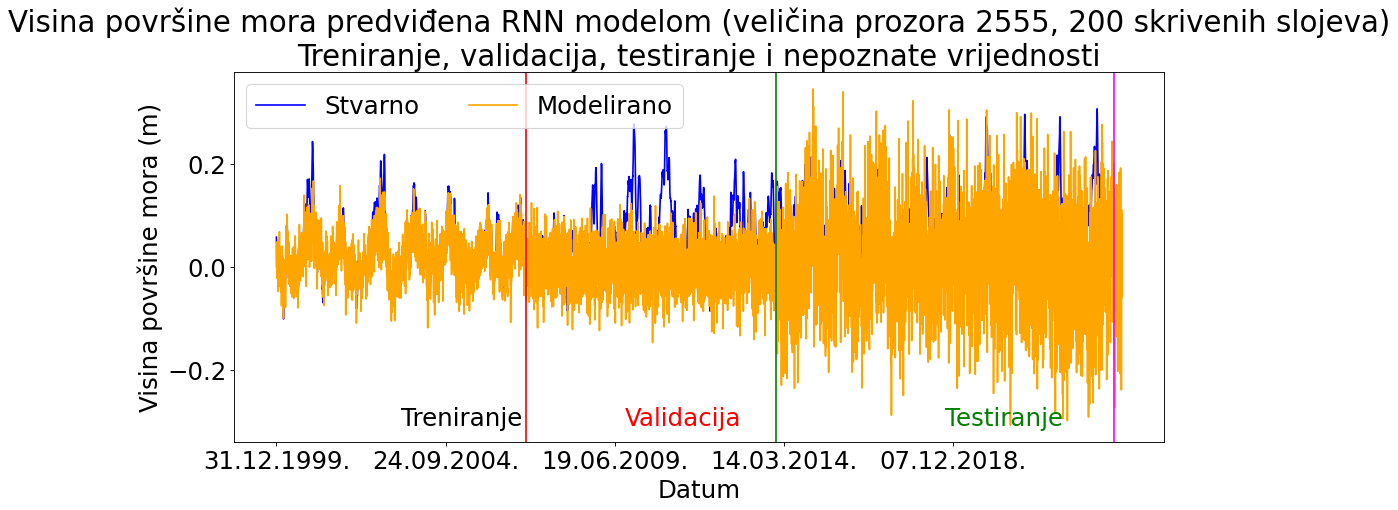 Visina površine mora predviđena RNN modelom (veličina prozora 2555, 200 skrivenih slojeva)
Treniranje, validacija, testiranje i nepoznate vrijednosti
Stvarno
Modelirano
Visina površine mora (m)
0.2
0.0
−0.2
Treniranje
Validacija
Testiranje
31.12.1999.
24.09.2004.
19.06.2009.
14.03.2014.
07.12.2018.
Datum